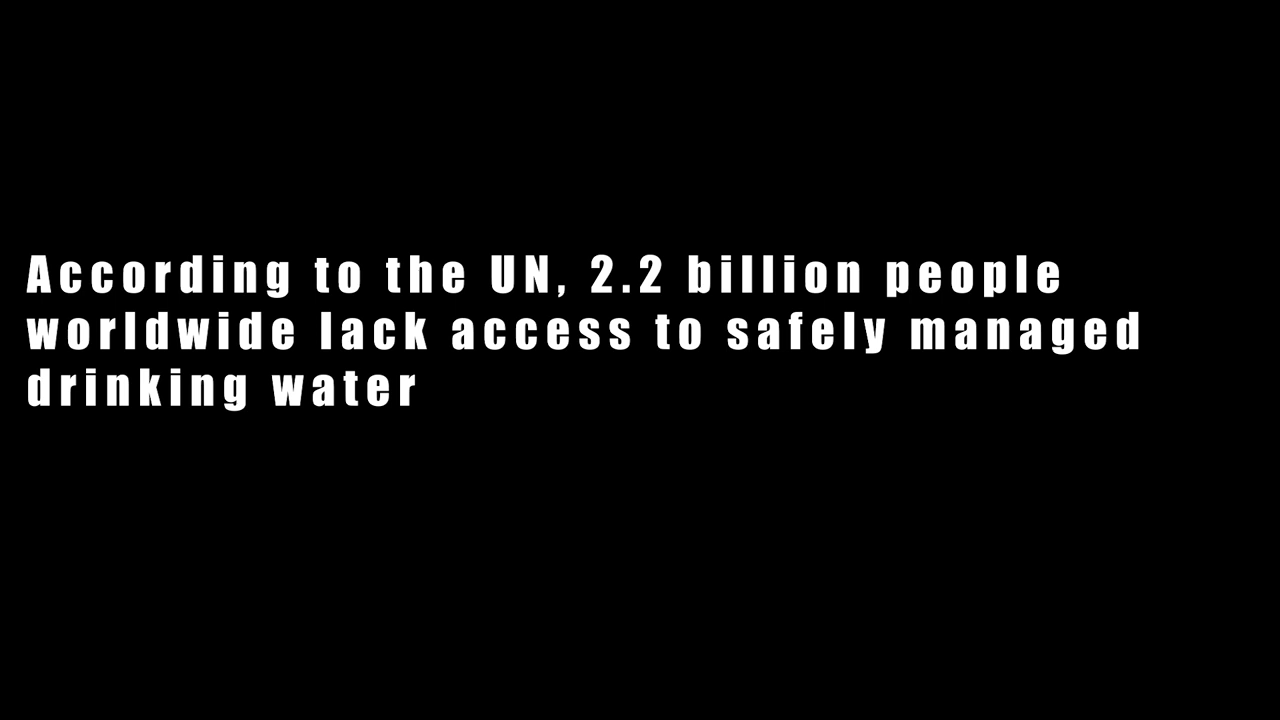 According to the UN, 2.2 billion people
worldwide lack access to safely managed
drinking water